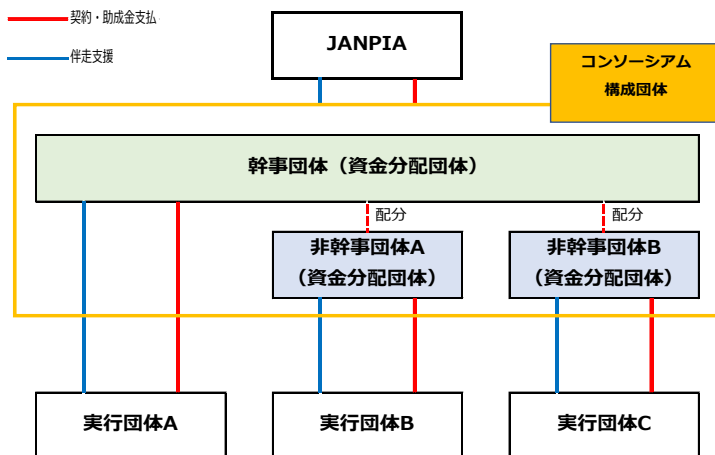 契約・助成金支払
伴走支援
JANPIA
コンソーシアム
構成団体
幹事団体（資金分配団体）
配分
配分
非幹事団体A
（資金分配団体）
非幹事団体B
（資金分配団体）
実行団体A
実行団体B
実行団体C